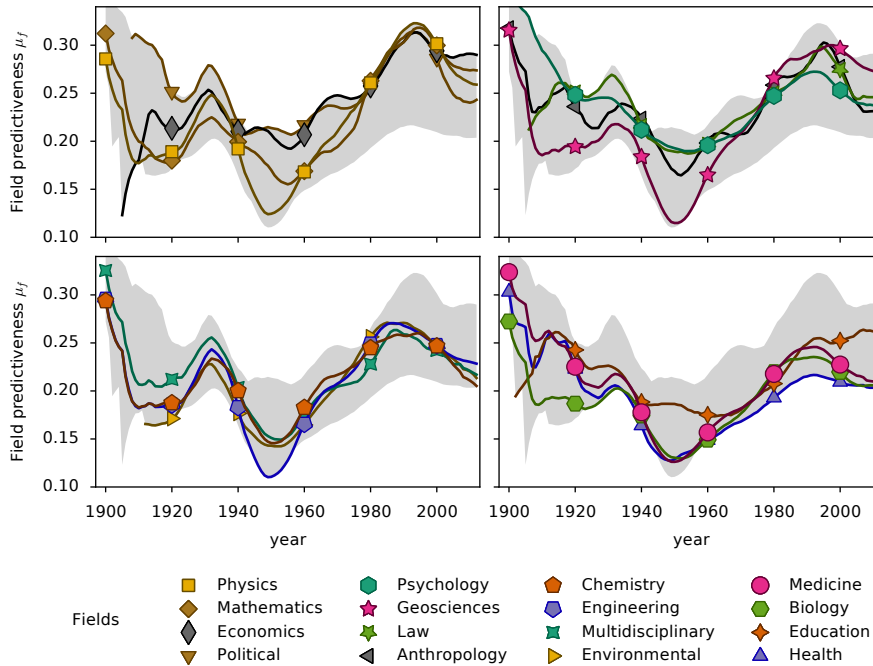 Field predictiveness μ_f
0.30
0.25
0.20
0.15
0.10
Field predictiveness μ_f
0.30
0.25
0.20
0.15
0.10
1900 1920 1940 1960 1980 2000
1900 1920 1940 1960 1980 2000
year
year
Fields
Physics Psychology Chemistry Medicine
Mathematics Geosciences Engineering Biology
Economics Law Multidisciplinary Education
Political Anthropology Environmental Health